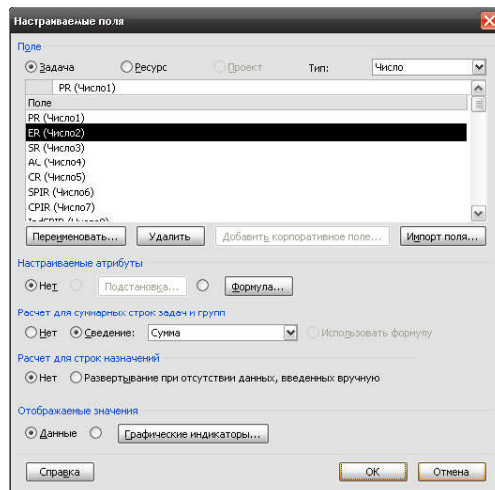 Настраиваемые поля
Поле
Задача Ресурс Проект Тип: Число
PR (Число1)
Поле
PR (Число1)
ER (Число2)
SR (Число3)
AC (Число4)
CR (Число5)
SPIR (Число6)
CPIR (Число7)
Переименовать... Удалить Добавить корпоративное поле... Импорт поля...
Настраиваемые атрибуты
Нет Подстановка... Формула...
Расчет для суммарных строк задач и групп
Нет Сведение: Сумма Использовать формулу
Расчет для строк назначений
Нет Развертывание при отсутствии данных, введенных вручную
Отображаемые значения
Данные Графические индикаторы...
Справка ОК Отмена